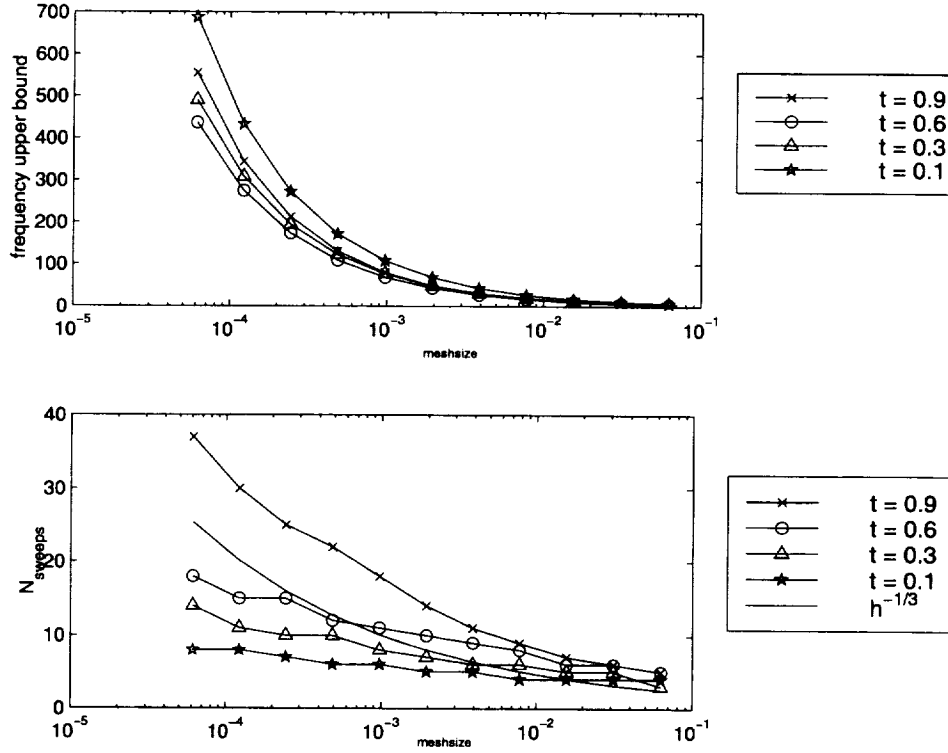 700
600
500
400
300
200
100
0
frequency upper bound
10^-5
10^-4
10^-3
10^-2
10^-1
meshsize
t = 0.9
t = 0.6
t = 0.3
t = 0.1
40
30
20
10
0
N_sweeps
10^-5
10^-4
10^-3
10^-2
10^-1
meshsize
t = 0.9
t = 0.6
t = 0.3
t = 0.1
h^-1/3